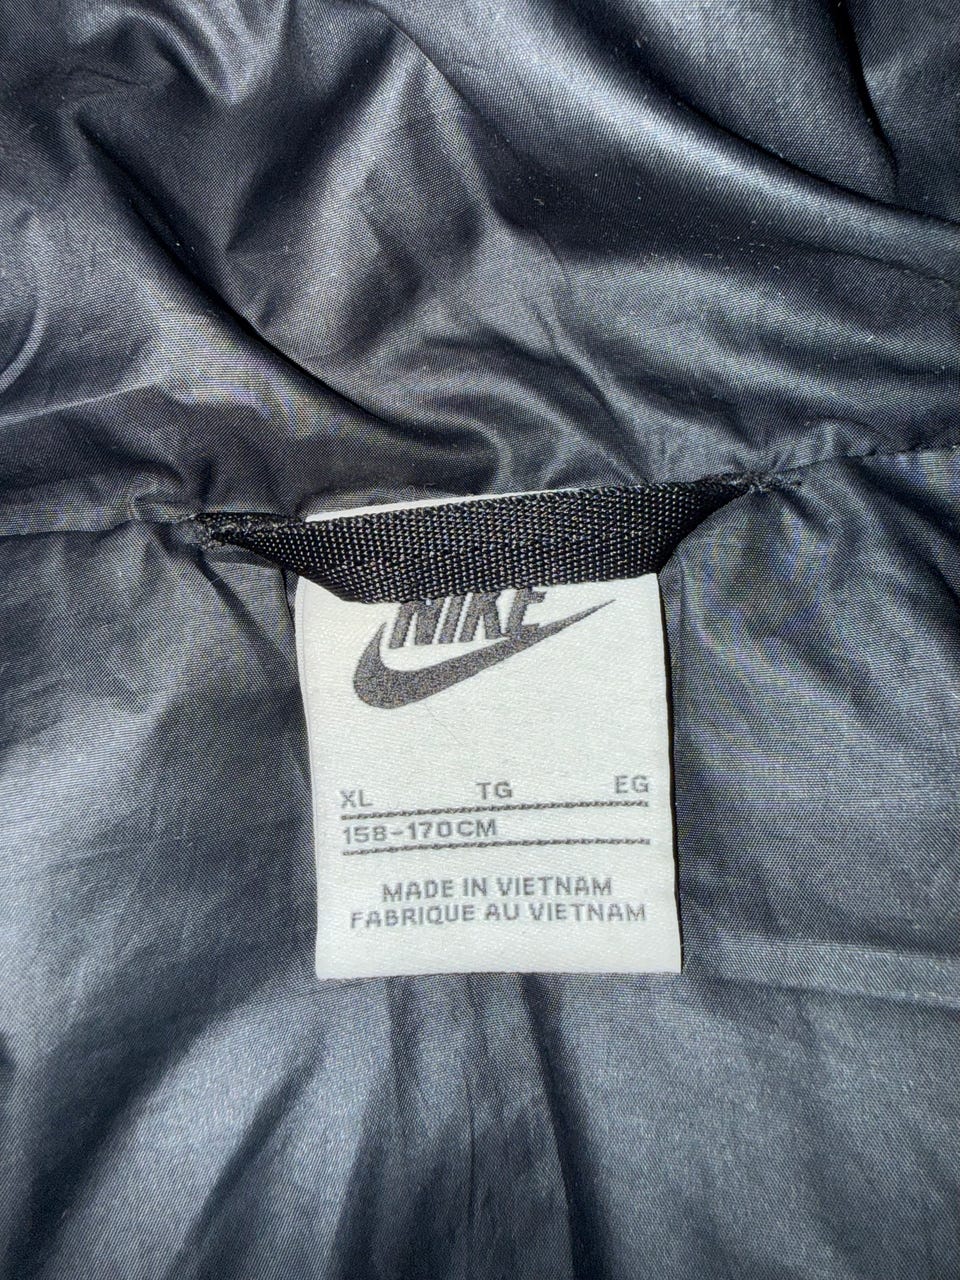 NIKE
XL TG EG
158-170CM
MADE IN VIETNAM
FABRIQUE AU VIETNAM